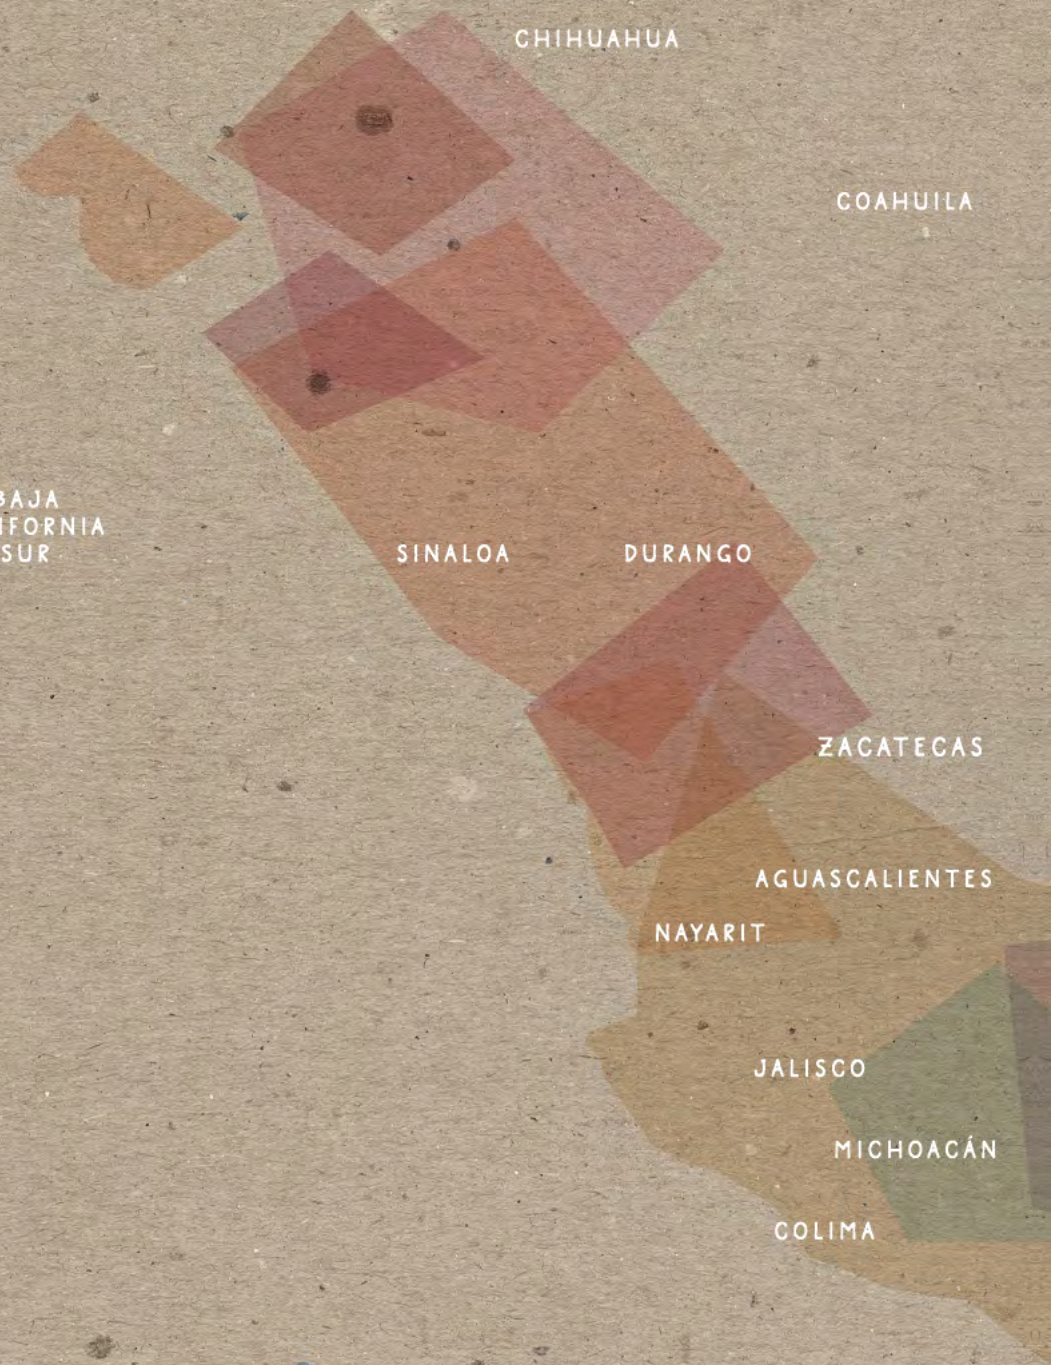 CHIHUAHUA
COAHUILA
BAJA
IFORNIA
SUR
SINALOA
DURANGO
ZACATECAS
AGUASCALIENTES
NAYARIT
JALISCO
MICHOACÁN
COLIMA